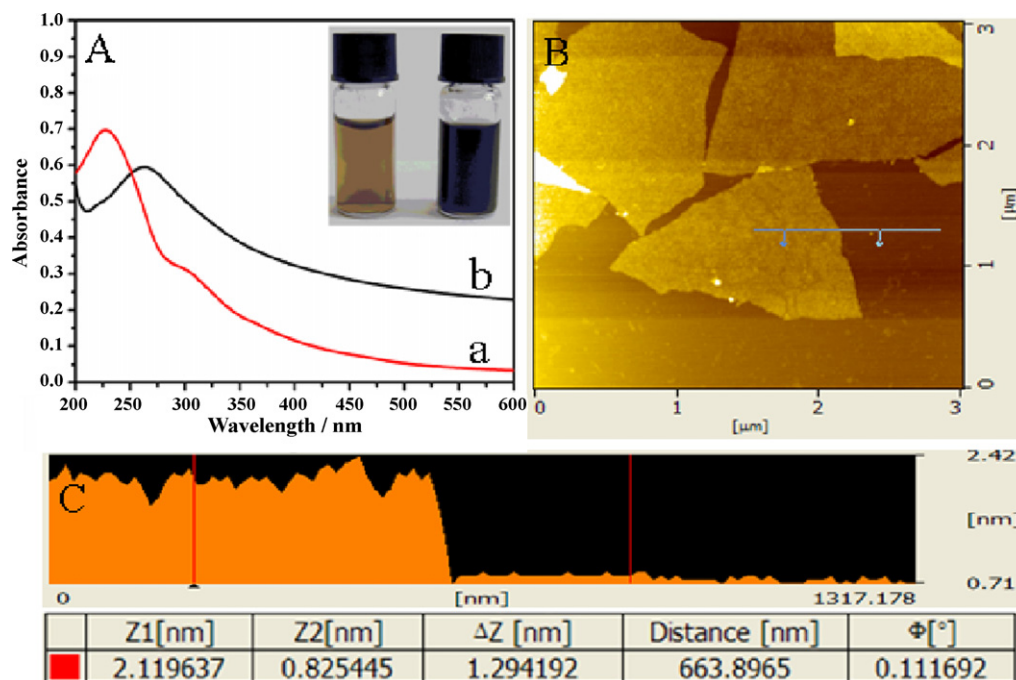 A
1.0
0.9
0.8
0.7
0.6
0.5
0.4
0.3
0.2
0.1
0.0
Absorbance
b
a
200 250 300 350 400 450 500 550 600
Wavelength / nm
B
3
2
1
0
[µm]
0 1 2 3
[µm]
C
2.42
[nm]
0.71
0 [nm] 1317.178
Z1[nm] Z2[nm] ΔZ [nm] Distance [nm] Φ[°]
2.119637 0.825445 1.294192 663.8965 0.111692